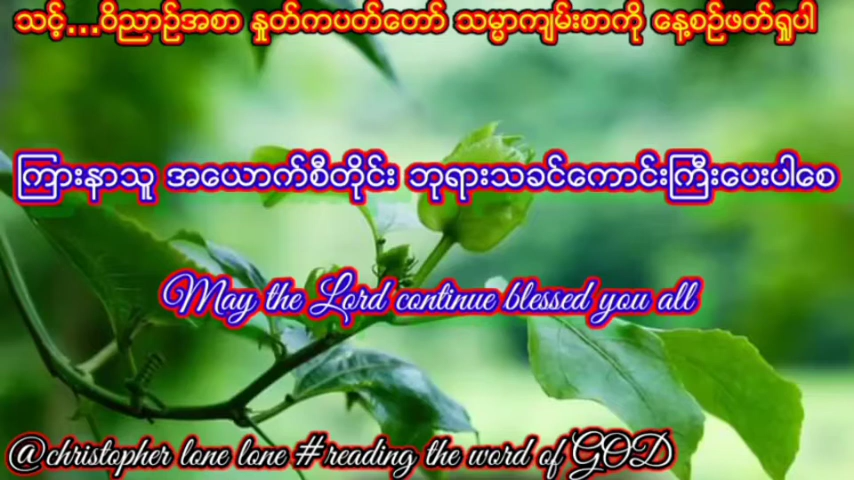 သင့်...ဝိညာဉ်အစာ နှုတ်ကပတ်တော် သမ္မာကျမ်းစာကို နေ့စဉ်ဖတ်ရှုပါ
ကြားနာသူ အယောက်စီတိုင်း ဘုရားသခင်ကောင်းကြီးပေးပါစေ
May the Lord continue blessed you all
@christopher lone lone #reading the word of GOD